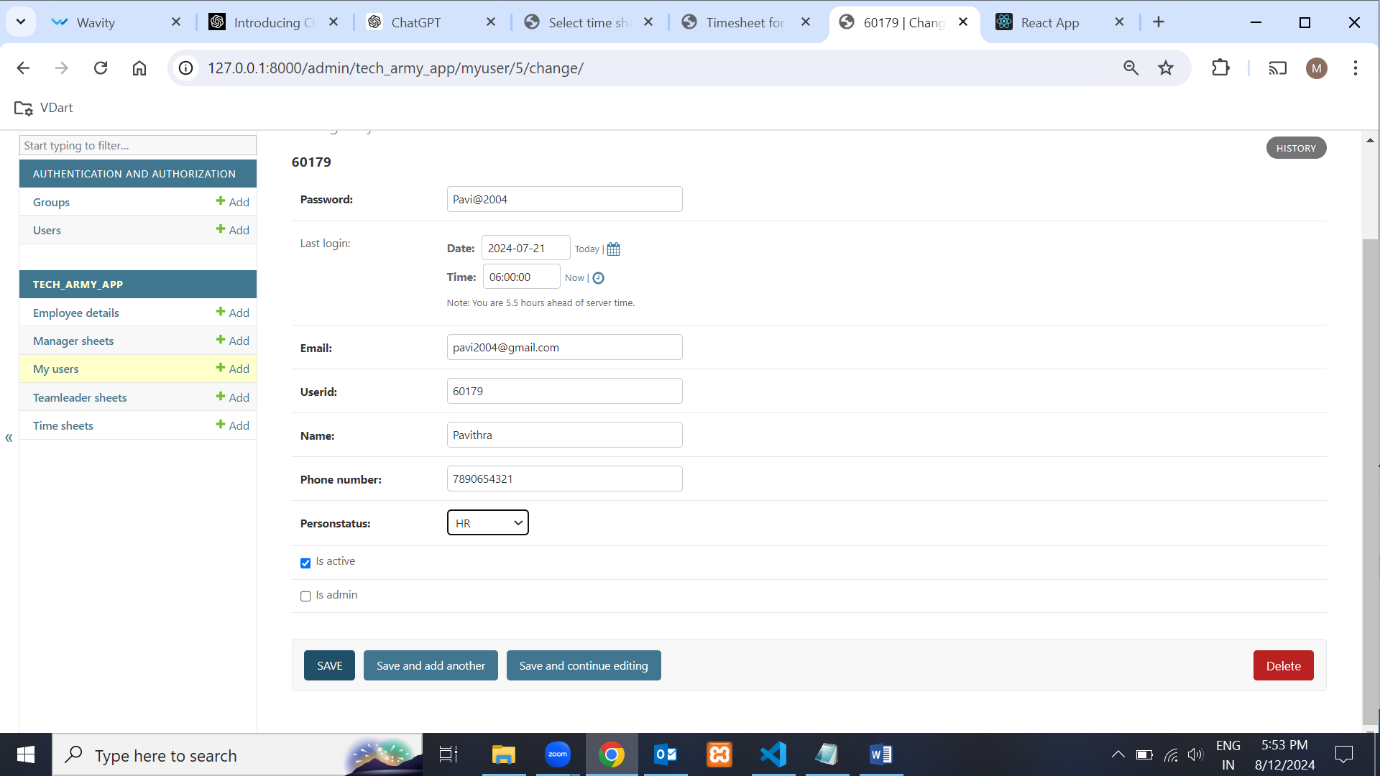 Wavity
Introducing C
ChatGPT
Select time sh
Timesheet for
60179 | Chang
React App
127.0.0.1:8000/admin/tech_army_app/myuser/5/change/
M
VDart
Start typing to filter...
HISTORY
60179
AUTHENTICATION AND AUTHORIZATION
Groups + Add
Users + Add
TECH_ARMY_APP
Employee details + Add
Manager sheets + Add
My users + Add
Teamleader sheets + Add
Time sheets + Add
«
Password: Pavi@2004
Last login: Date: 2024-07-21 Today |
Time: 06:00:00 Now |
Note: You are 5.5 hours ahead of server time.
Email: pavi2004@gmail.com
Userid: 60179
Name: Pavithra
Phone number: 7890654321
Personstatus: HR
Is active
Is admin
SAVE Save and add another Save and continue editing Delete
Type here to search
zoom
ENG
IN
5:53 PM
8/12/2024